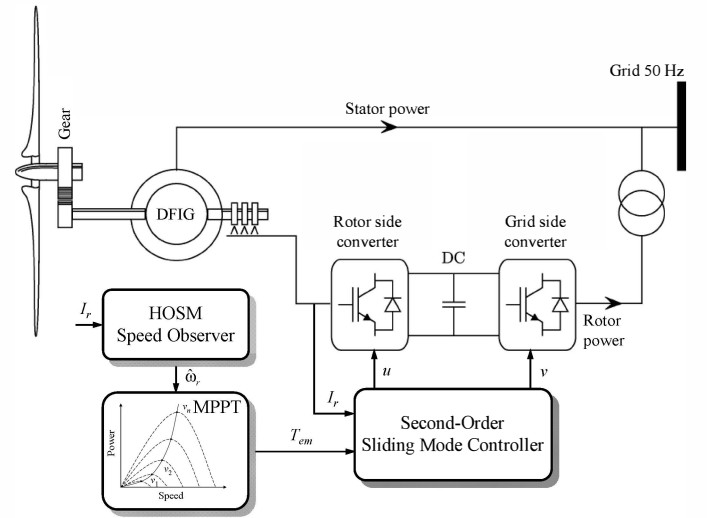 Grid 50 Hz
Stator power
Gear
DFIG
Rotor side
converter
DC
Grid side
converter
Rotor
power
I_r
HOSM
Speed Observer
ω̂_r
u
v
I_r
MPPT
v_n
v_2
v_1
Power
Speed
T_em
Second-Order
Sliding Mode Controller